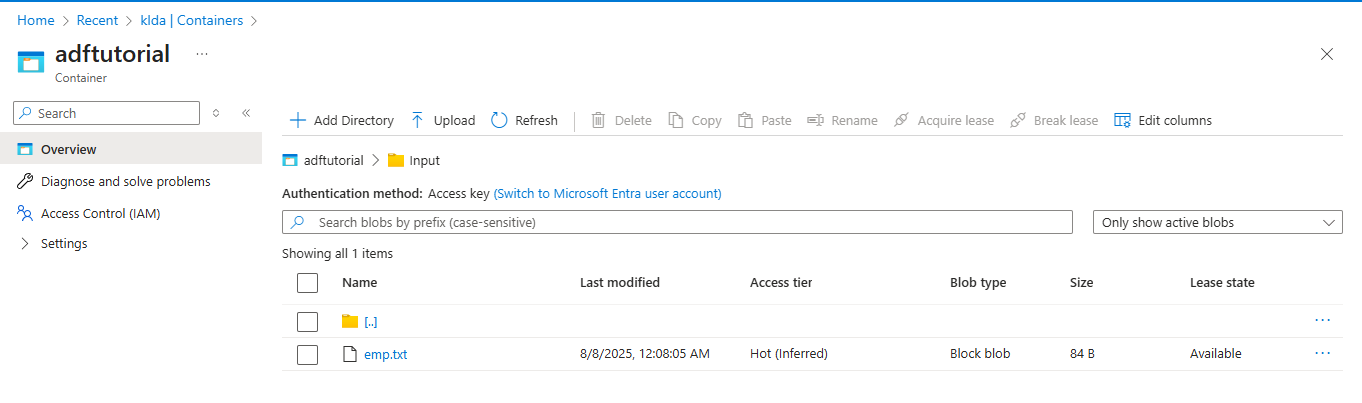 Home > Recent > klda | Containers >
adftutorial ...
Container
Search
Overview
Diagnose and solve problems
Access Control (IAM)
Settings
Add Directory Upload Refresh Delete Copy Paste Rename Acquire lease Break lease Edit columns
adftutorial > Input
Authentication method: Access key (Switch to Microsoft Entra user account)
Search blobs by prefix (case-sensitive) Only show active blobs
Showing all 1 items
Name Last modified Access tier Blob type Size Lease state
[..] ...
emp.txt 8/8/2025, 12:08:05 AM Hot (Inferred) Block blob 84 B Available ...